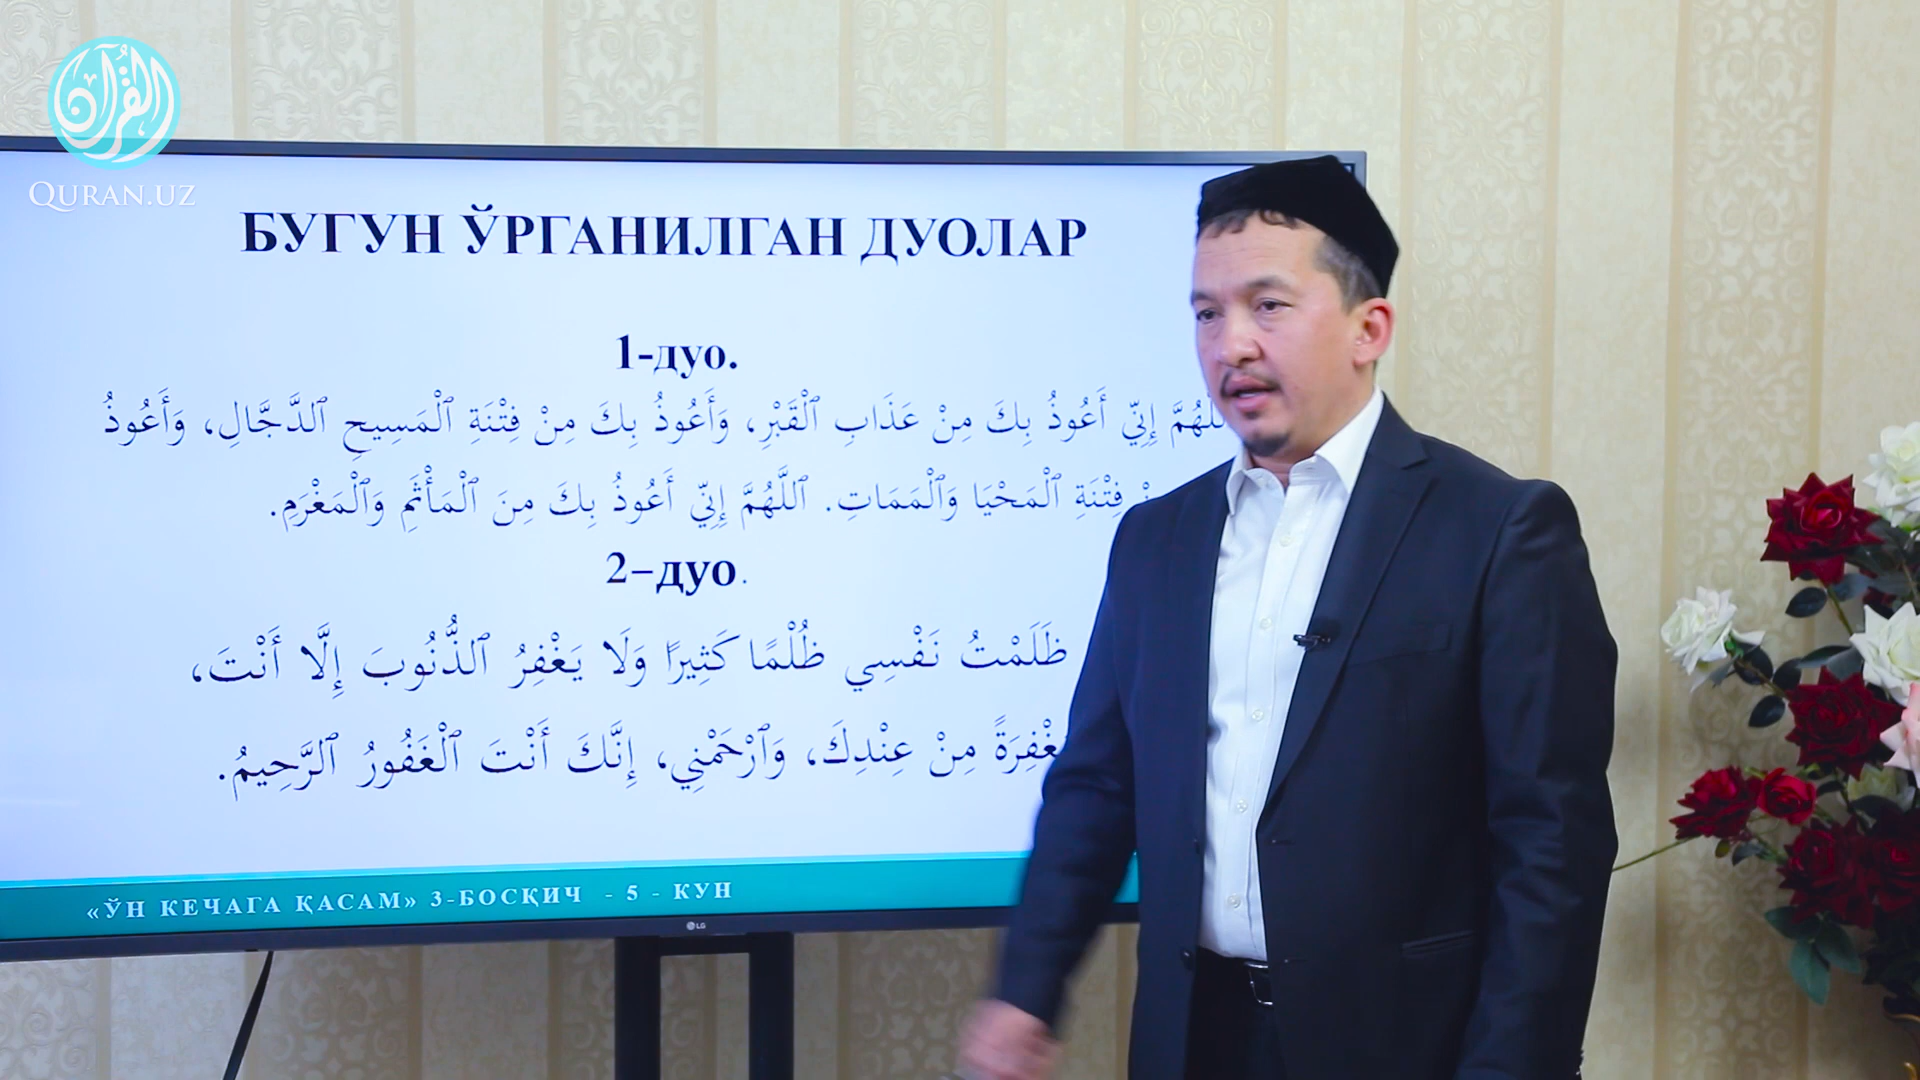 القرآن
QURAN.UZ
БУГУН ЎРГАНИЛГАН ДУОЛАР
1-дуо.
إِنِّي أَعُوذُ بِكَ مِنْ عَذَابِ ٱلْقَبْرِ، وَأَعُوذُ بِكَ مِنْ فِتْنَةِ ٱلْمَسِيحِ ٱلدَّجَّالِ، وَأَعُوذُ
فِتْنَةِ ٱلْمَحْيَا وَٱلْمَمَاتِ. ٱللَّهُمَّ إِنِّي أَعُوذُ بِكَ مِنَ ٱلْمَأْثَمِ وَٱلْمَغْرَمِ.
2–дуо.
ظَلَمْتُ نَفْسِي ظُلْمًا كَثِيرًا وَلَا يَغْفِرُ ٱلذُّنُوبَ إِلَّا أَنْتَ،
مِنْ عِنْدِكَ، وَٱرْحَمْنِي، إِنَّكَ أَنْتَ ٱلْغَفُورُ ٱلرَّحِيمُ.
«ЎН КЕЧАГА ҚАСАМ» 3-БОСҚИЧ - 5 - КУН
LG